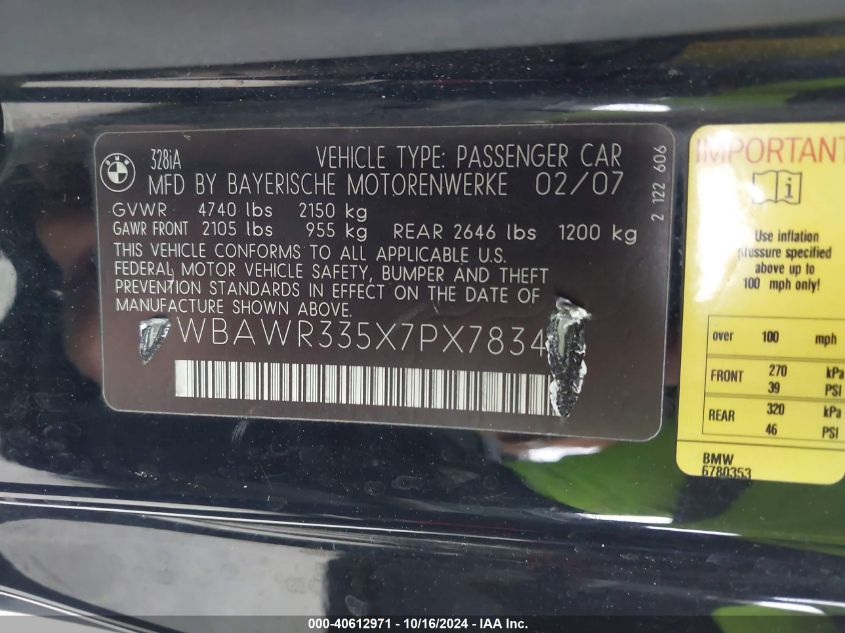 BMW
328iA
VEHICLE TYPE: PASSENGER CAR
MFD BY BAYERISCHE MOTORENWERKE 02/07
GVWR 4740 lbs 2150 kg
GAWR FRONT 2105 lbs 955 kg REAR 2646 lbs 1200 kg
THIS VEHICLE CONFORMS TO ALL APPLICABLE U.S.
FEDERAL MOTOR VEHICLE SAFETY, BUMPER AND THEFT
PREVENTION STANDARDS IN EFFECT ON THE DATE OF
MANUFACTURE SHOWN ABOVE.
WBAWR335X7PX7834
2 122 606
IMPORTANT
Use inflation
pressure specified
above up to
100 mph only!
over 100 mph
FRONT 270 kPa
39 PSI
REAR 320 kPa
46 PSI
BMW
6780353
000-40612971 - 10/16/2024 - IAAI.com